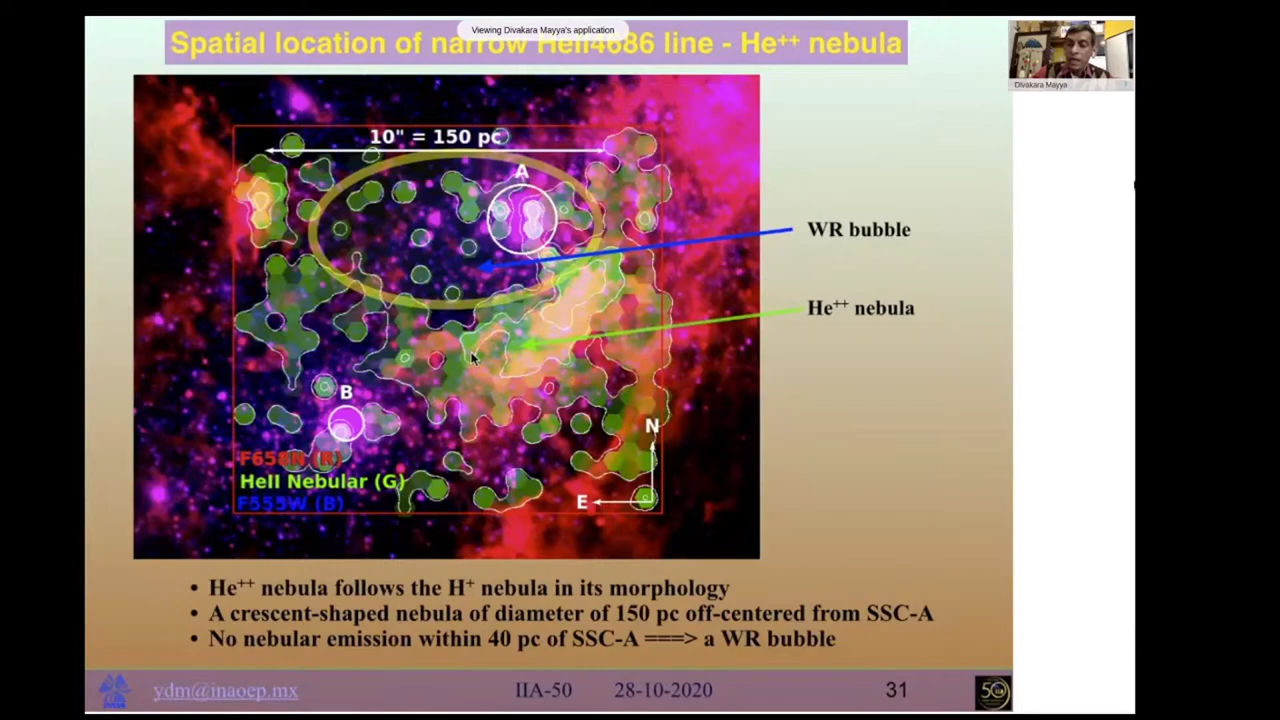 Viewing Divakara Mayya's application
Spatial location of narrow HeII4686 line - He++ nebula
Divakara Mayya
10" = 150 pc
A
WR bubble
He++ nebula
B
N
F658N (R)
HeII Nebular (G)
E
F555W (B)
• He++ nebula follows the H+ nebula in its morphology
• A crescent-shaped nebula of diameter of 150 pc off-centered from SSC-A
• No nebular emission within 40 pc of SSC-A ===> a WR bubble
ydm@inaoep.mx IIA-50 28-10-2020 31
50